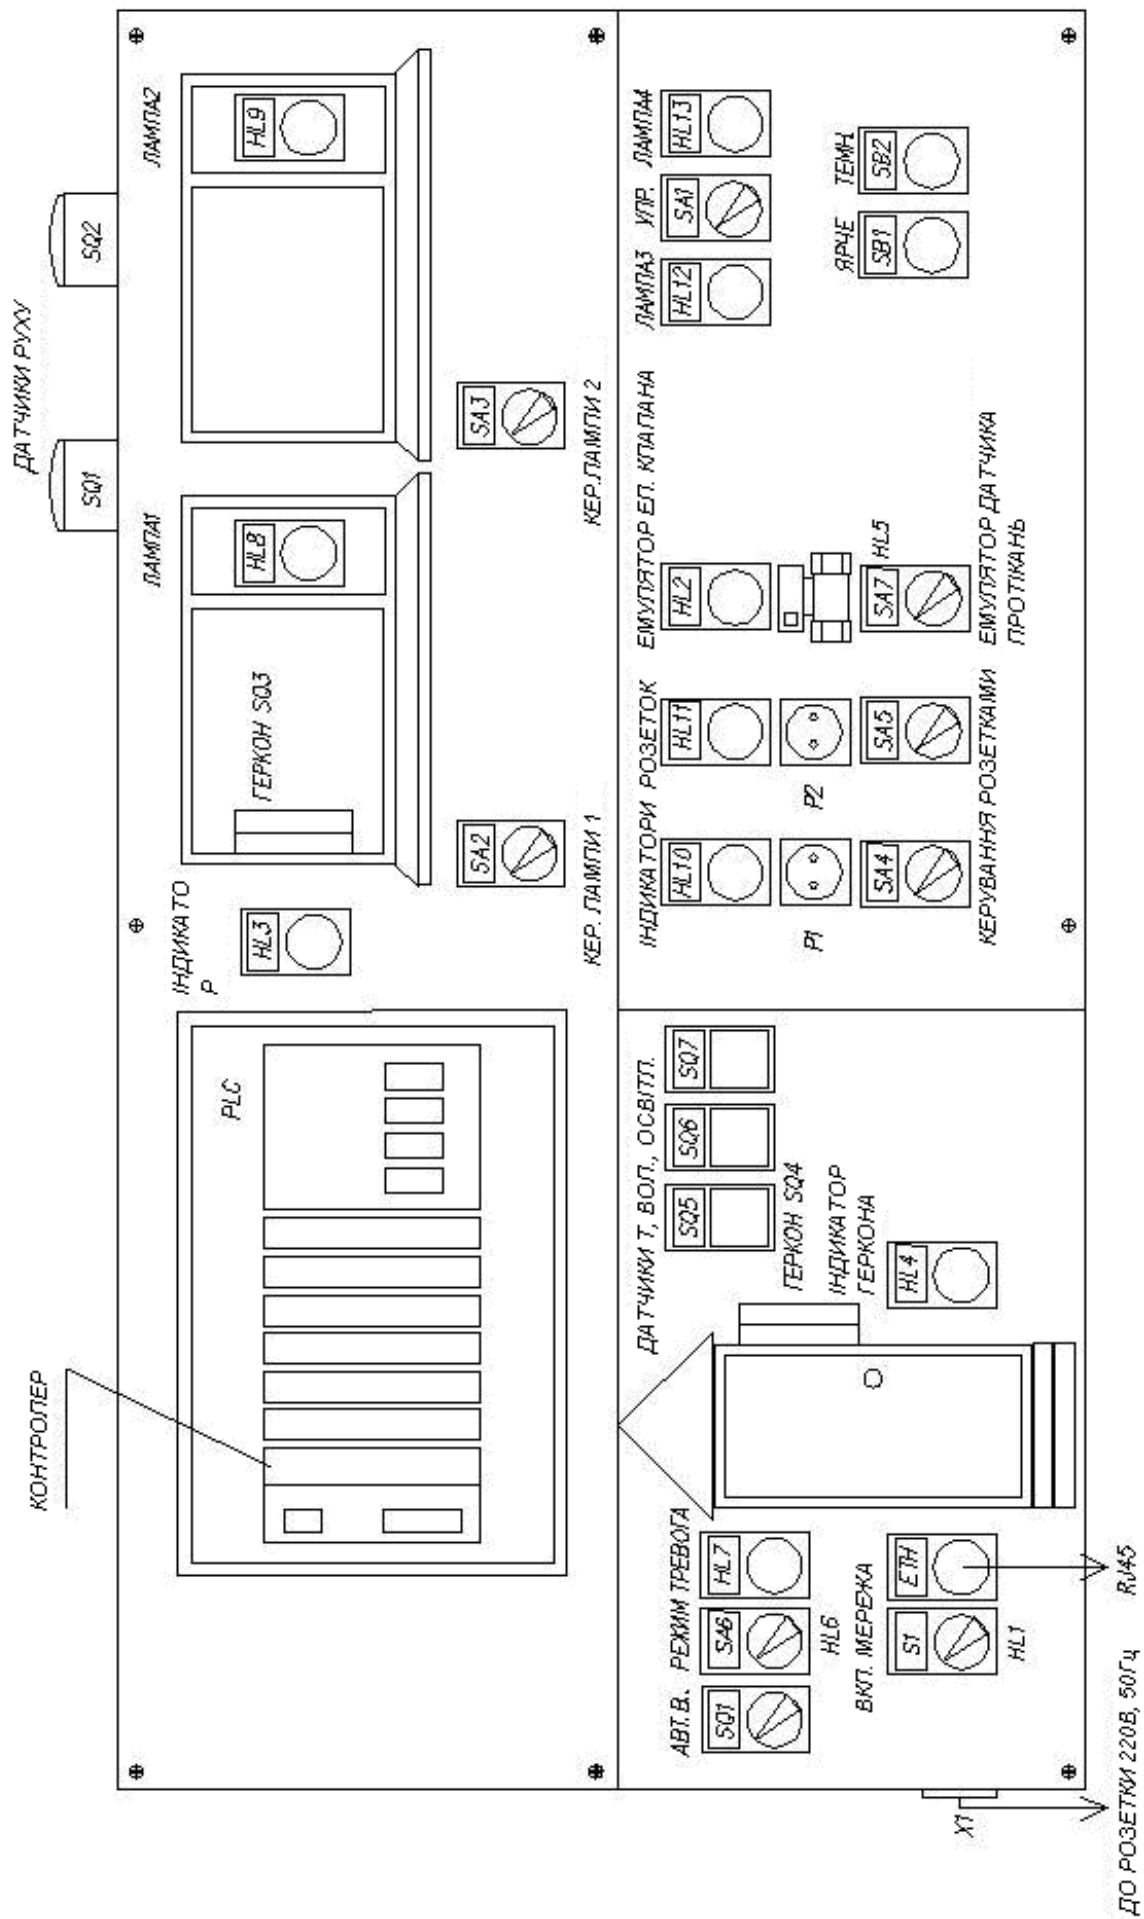 ДАТЧИКИ РУХУ
SQ1
SQ2
КОНТРОЛЕР
ІНДИКАТО
Р
ЛАМПА1
ЛАМПА2
PLC
HL3
HL8
HL9
ГЕРКОН SQ3
SA2
SA3
КЕР. ЛАМПИ 1
КЕР.ЛАМПИ 2
ДАТЧИКИ Т, ВОЛ., ОСВІТЛ.
SQ5
SQ6
SQ7
ІНДИКАТОРИ РОЗЕТОК
ЕМУЛЯТОР ЕЛ. КЛАПАНА
ЛАМПА3
УПР.
ЛАМПА4
HL10
HL11
HL2
HL12
SA1
HL13
АВТ.В..
РЕЖИМ ТРЕВОГА
SQ1
SA6
HL7
HL6
ГЕРКОН SQ4
ІНДИКАТОР
ГЕРКОНА
P1
P2
ЯРЧЕ
ТЕМН.
SB1
SB2
ВКЛ. МЕРЕЖА
S1
ETH
HL1
HL4
SA4
SA5
SA7
HL5
КЕРУВАННЯ РОЗЕТКАМИ
ЕМУЛЯТОР ДАТЧИКА
ПРОТІКАНЬ
X1
RJ45
ДО РОЗЕТКИ 220В, 50Гц